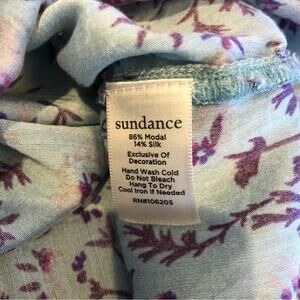 sundance
86% Modal
14% Silk
Exclusive Of
Decoration
Hand Wash Cold
Do Not Bleach
Hang To Dry
Cool Iron If Needed
RN#106205